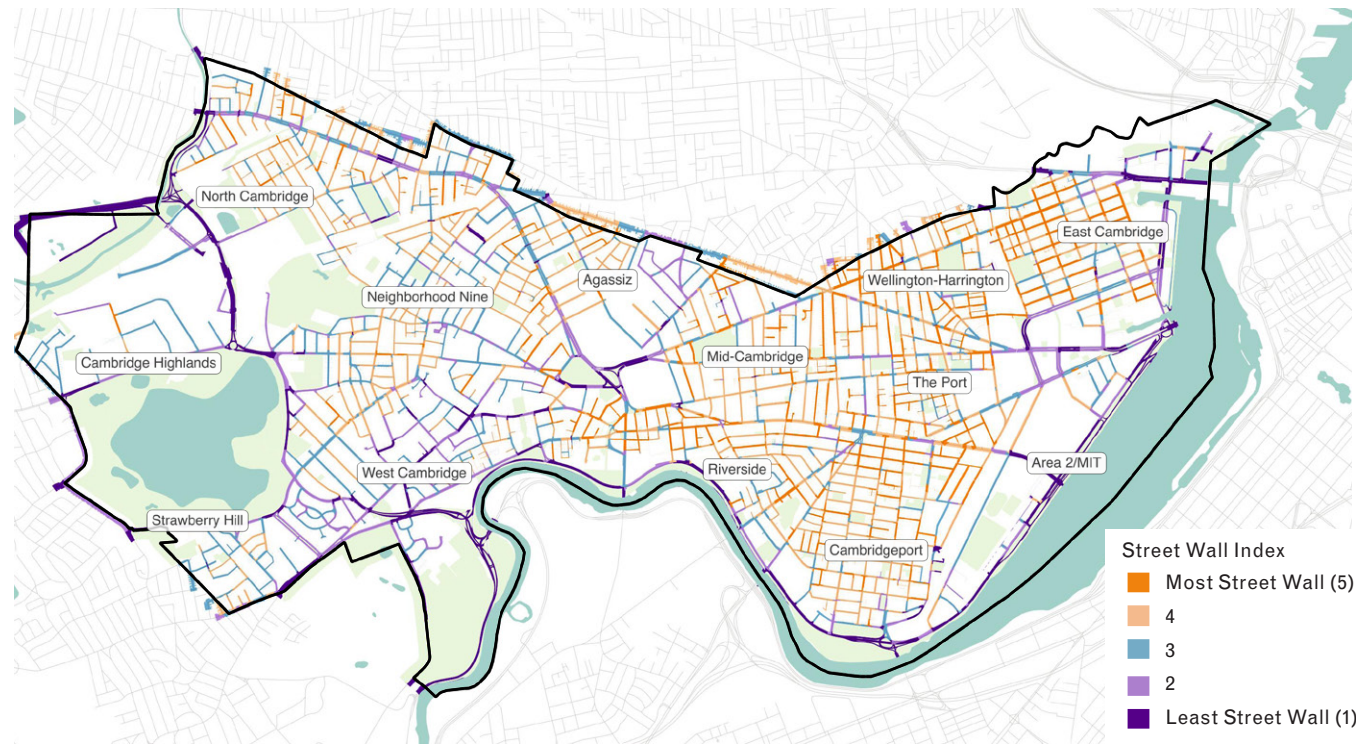 North Cambridge
East Cambridge
Agassiz
Wellington-Harrington
Neighborhood Nine
Mid-Cambridge
Cambridge Highlands
The Port
Area 2/MIT
Riverside
West Cambridge
Strawberry Hill
Cambridgeport
Street Wall Index
Most Street Wall (5)
4
3
2
Least Street Wall (1)